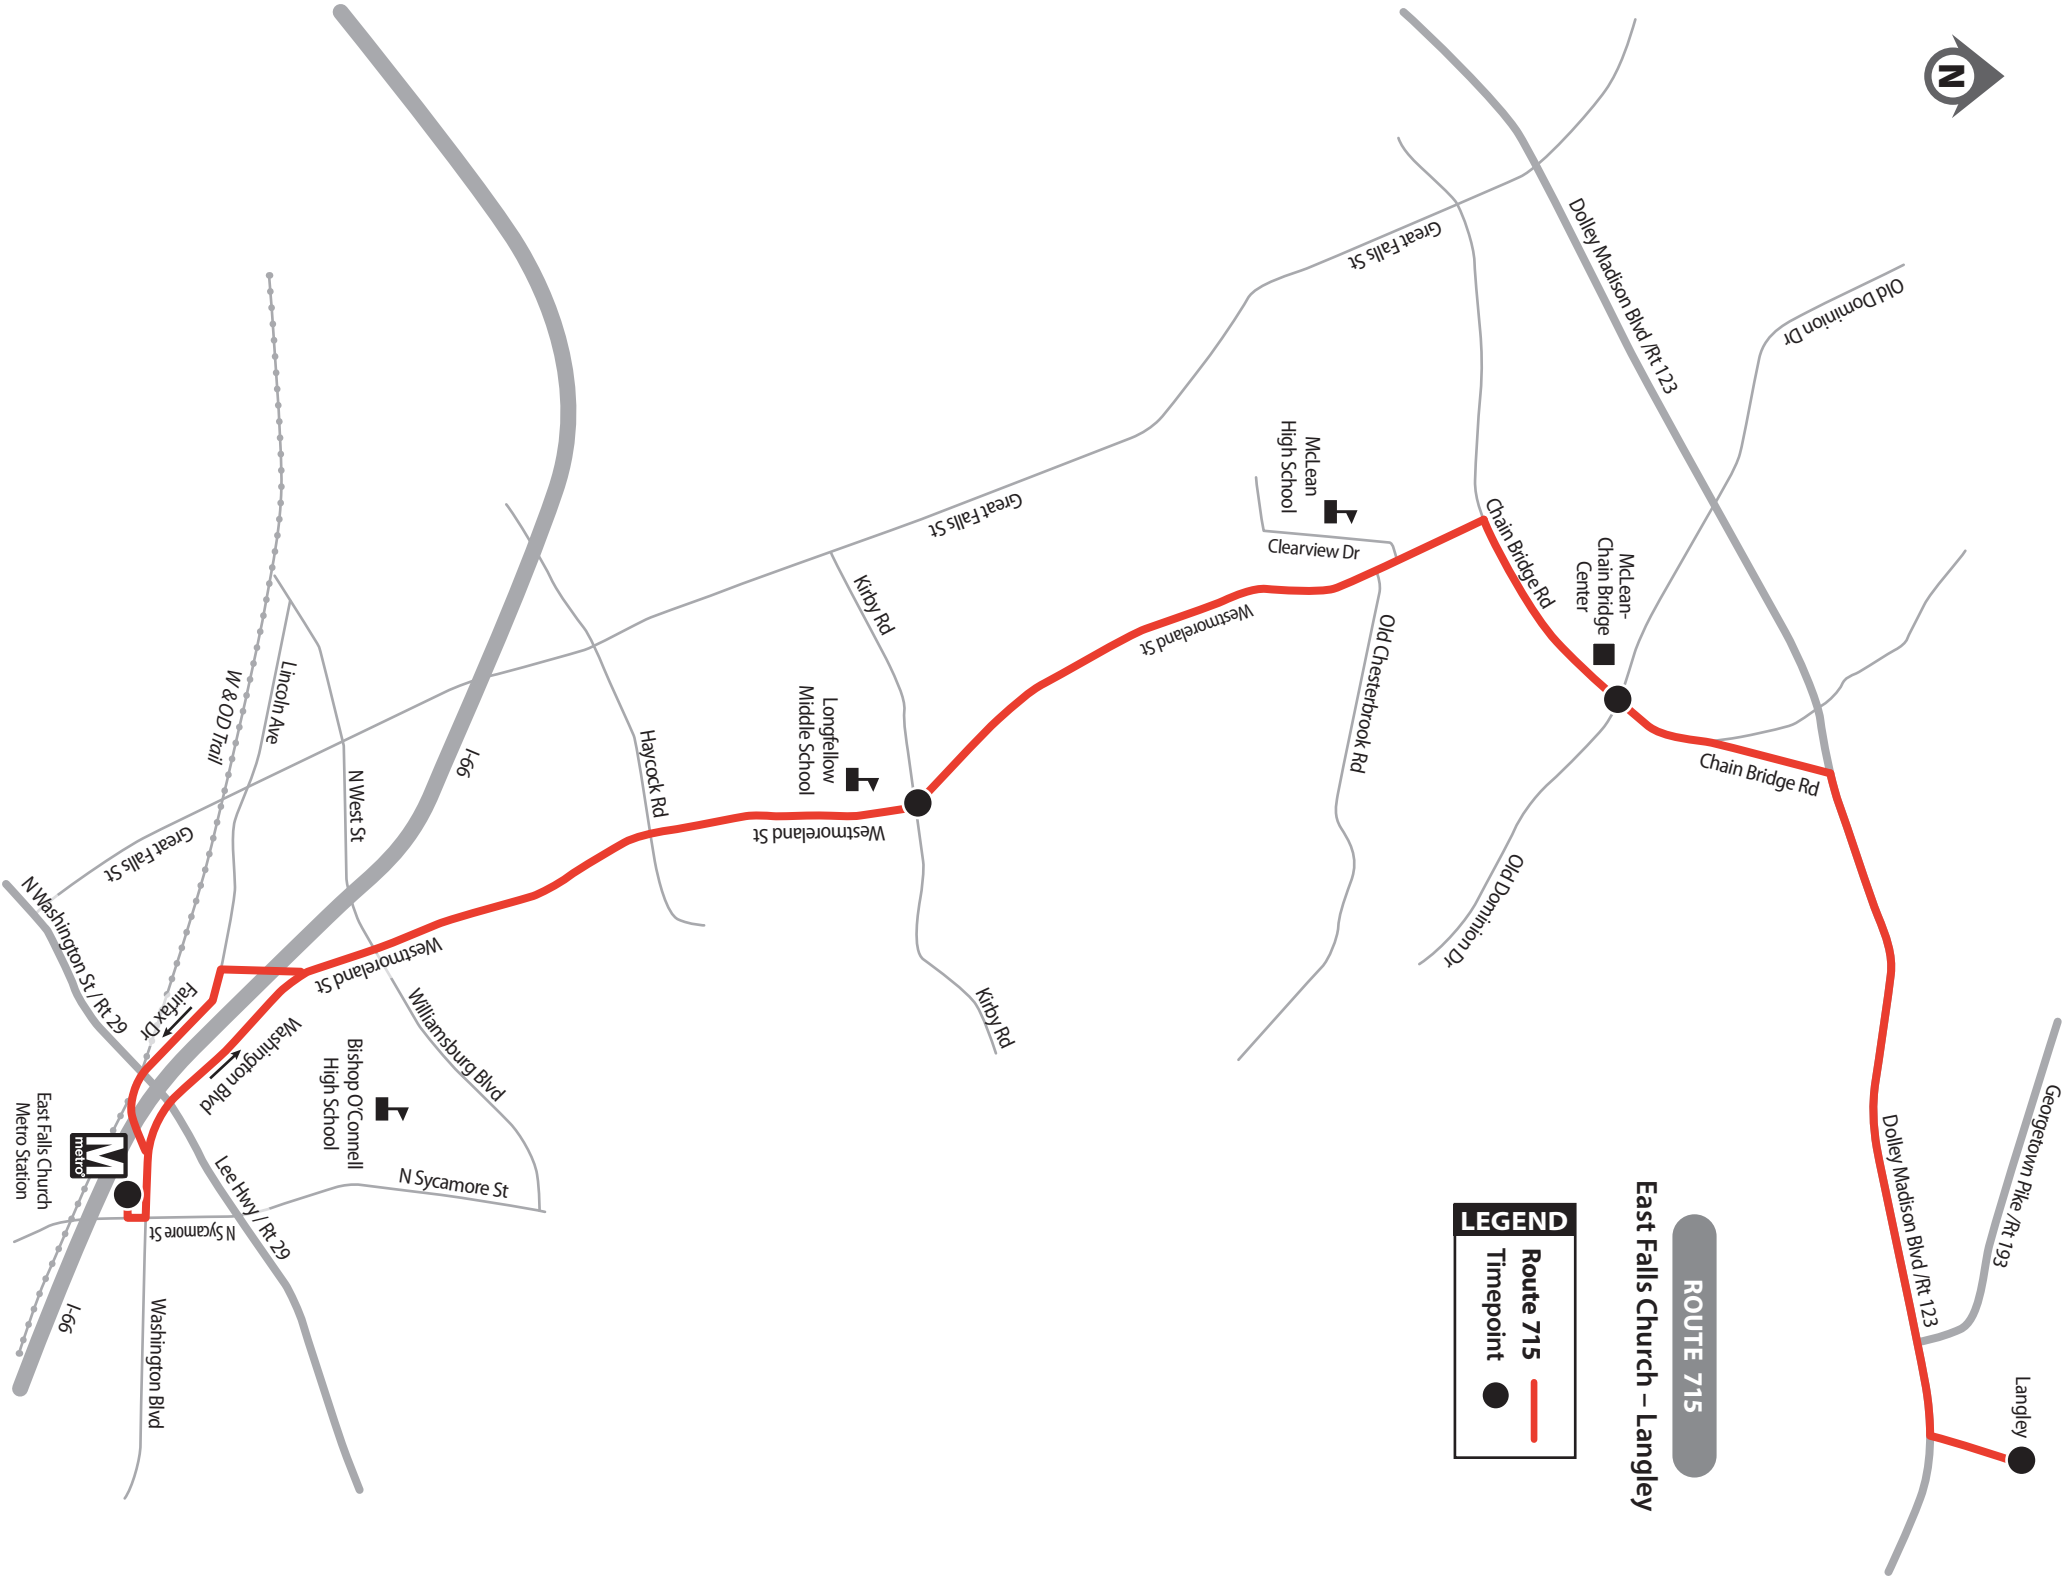 N
Dolley Madison Blvd /Rt 123
Old Dominion Dr
Great Falls St
McLean
High School
Clearview Dr
Chain Bridge Rd
McLean-
Chain Bridge
Center
Westmoreland St
Old Chesterbrook Rd
Chain Bridge Rd
Old Dominion Dr
Great Falls St
Kirby Rd
Longfellow
Middle School
Westmoreland St
Haycock Rd
Kirby Rd
I-66
W & OD Trail
Lincoln Ave
N West St
Great Falls St
N Washington St / Rt 29
Westmoreland St
Fairfax Dr
Washington Blvd
Williamsburg Blvd
Bishop O'Connell
High School
N Sycamore St
East Falls Church
Metro Station
M
metro
N Sycamore St
Lee Hwy / Rt 29
I-66
Washington Blvd
Georgetown Pike /Rt 193
Dolley Madison Blvd /Rt 123
Langley
ROUTE 715
East Falls Church – Langley
LEGEND
Route 715
Timepoint